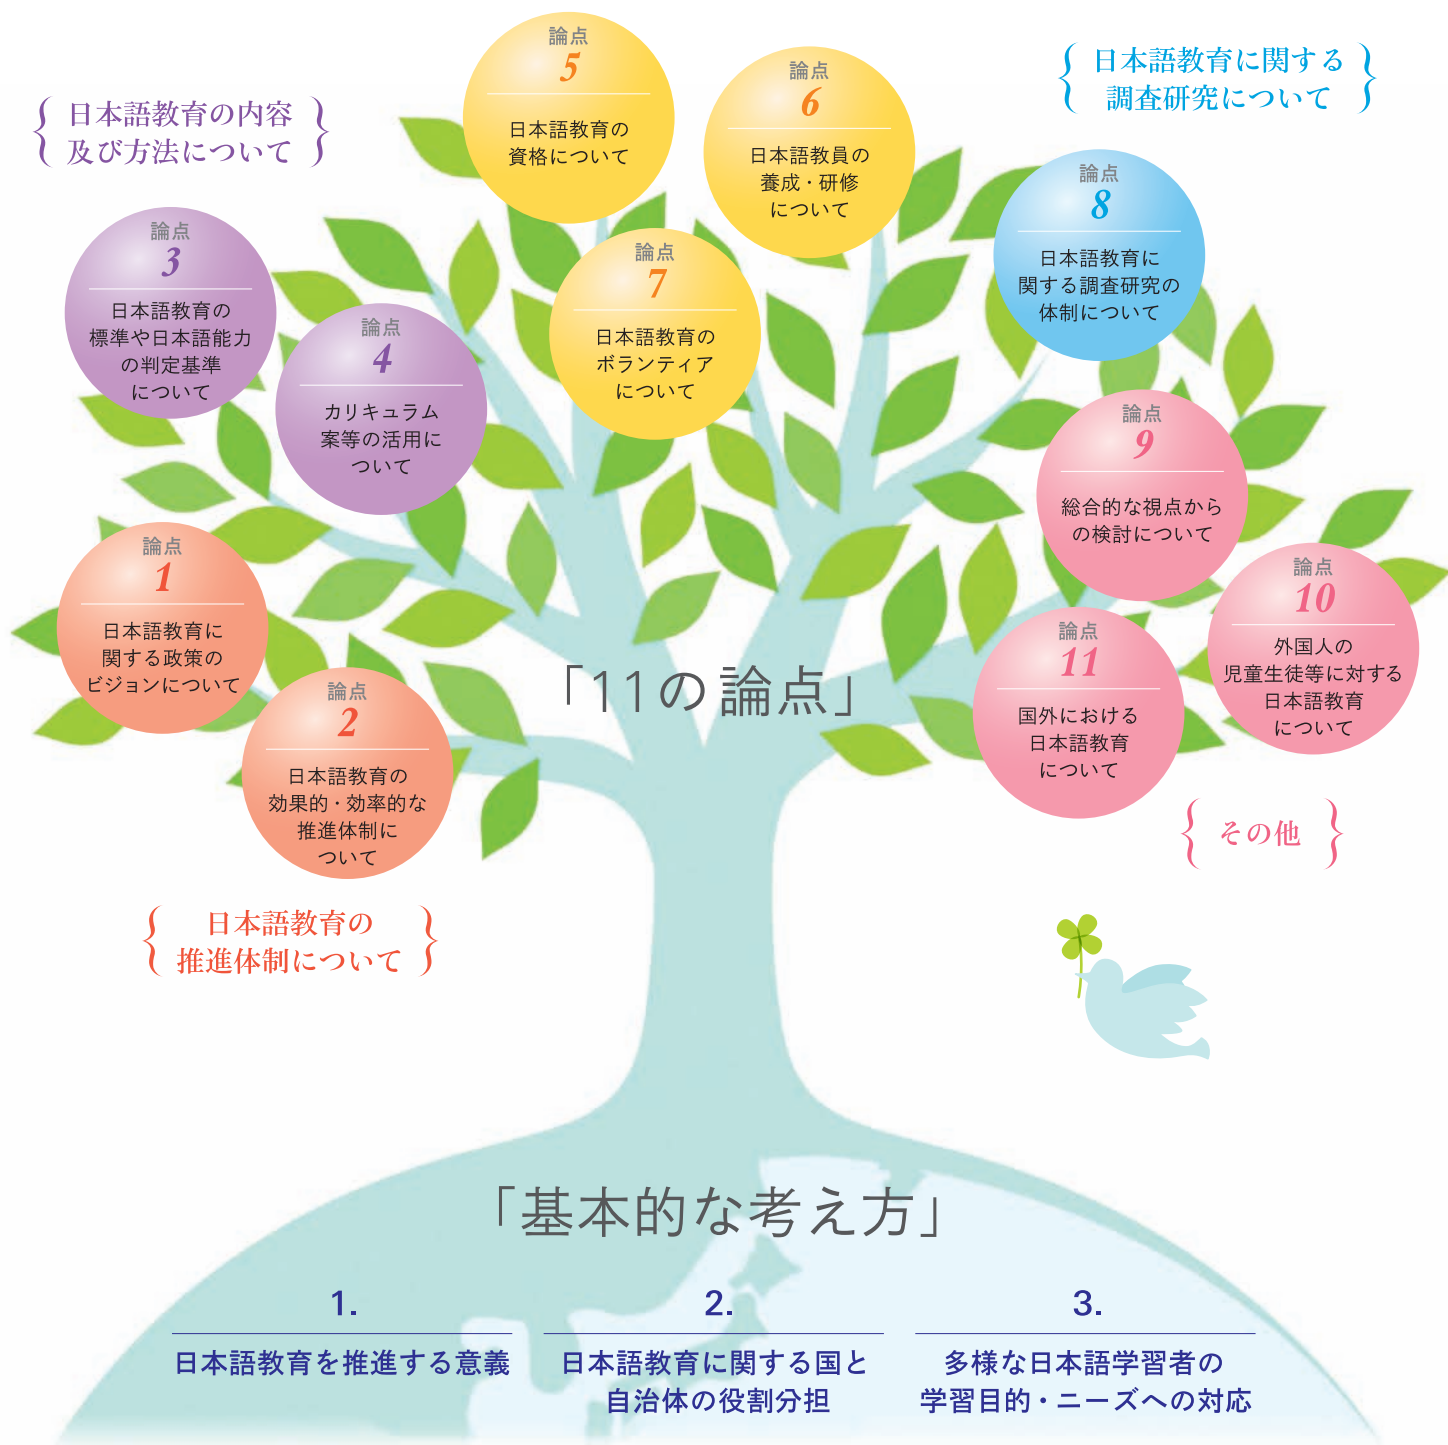 日本語教育の内容
及び方法について
論点
3
日本語教育の
標準や日本語能力
の判定基準
について
論点
4
カリキュラム
案等の活用に
ついて
論点
5
日本語教育の
資格について
論点
6
日本語教員の
養成・研修
について
論点
7
日本語教育の
ボランティア
について
日本語教育に関する
調査研究について
論点
8
日本語教育に
関する調査研究の
体制について
論点
9
総合的な視点から
の検討について
論点
10
外国人の
児童生徒等に対する
日本語教育
について
論点
11
国外における
日本語教育
について
その他
論点
1
日本語教育に
関する政策の
ビジョンについて
論点
2
日本語教育の
効果的・効率的な
推進体制に
ついて
日本語教育の
推進体制について
「11の論点」
「基本的な考え方」
1.
日本語教育を推進する意義
2.
日本語教育に関する国と
自治体の役割分担
3.
多様な日本語学習者の
学習目的・ニーズへの対応